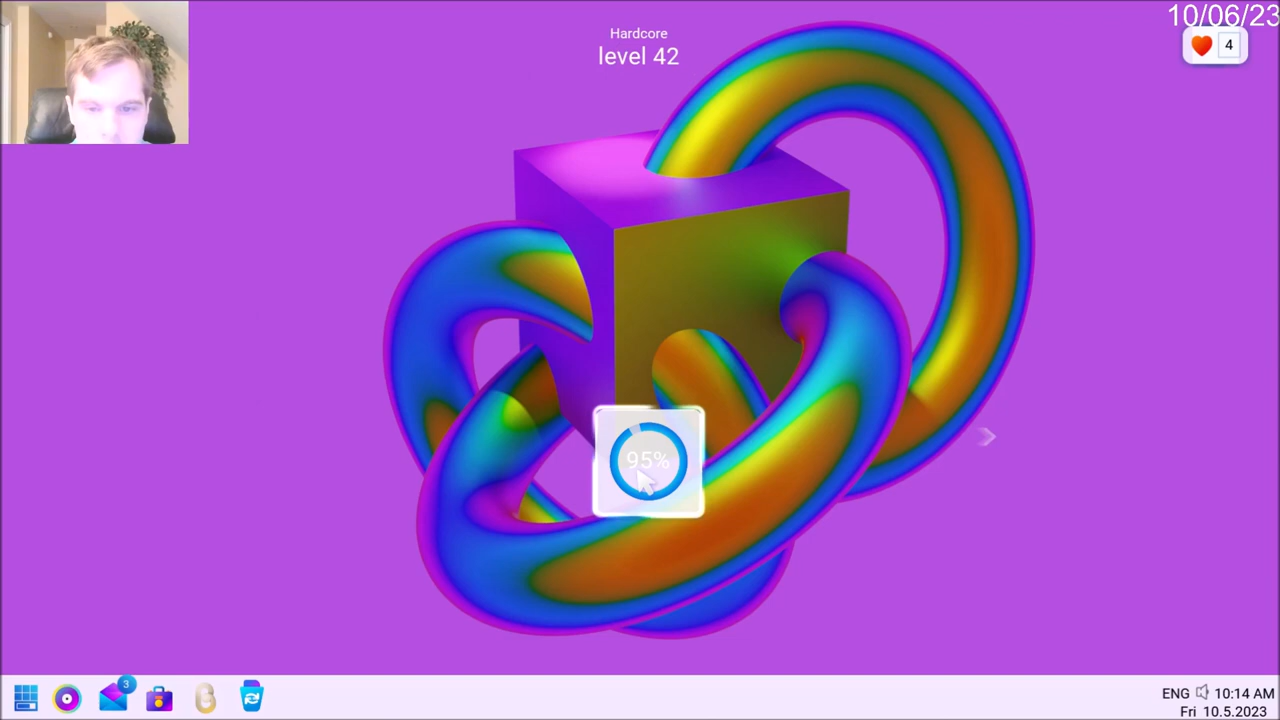 10/06/23
Hardcore
level 42
4
95%
3
ENG 10:14 AM
Fri 10.5.2023